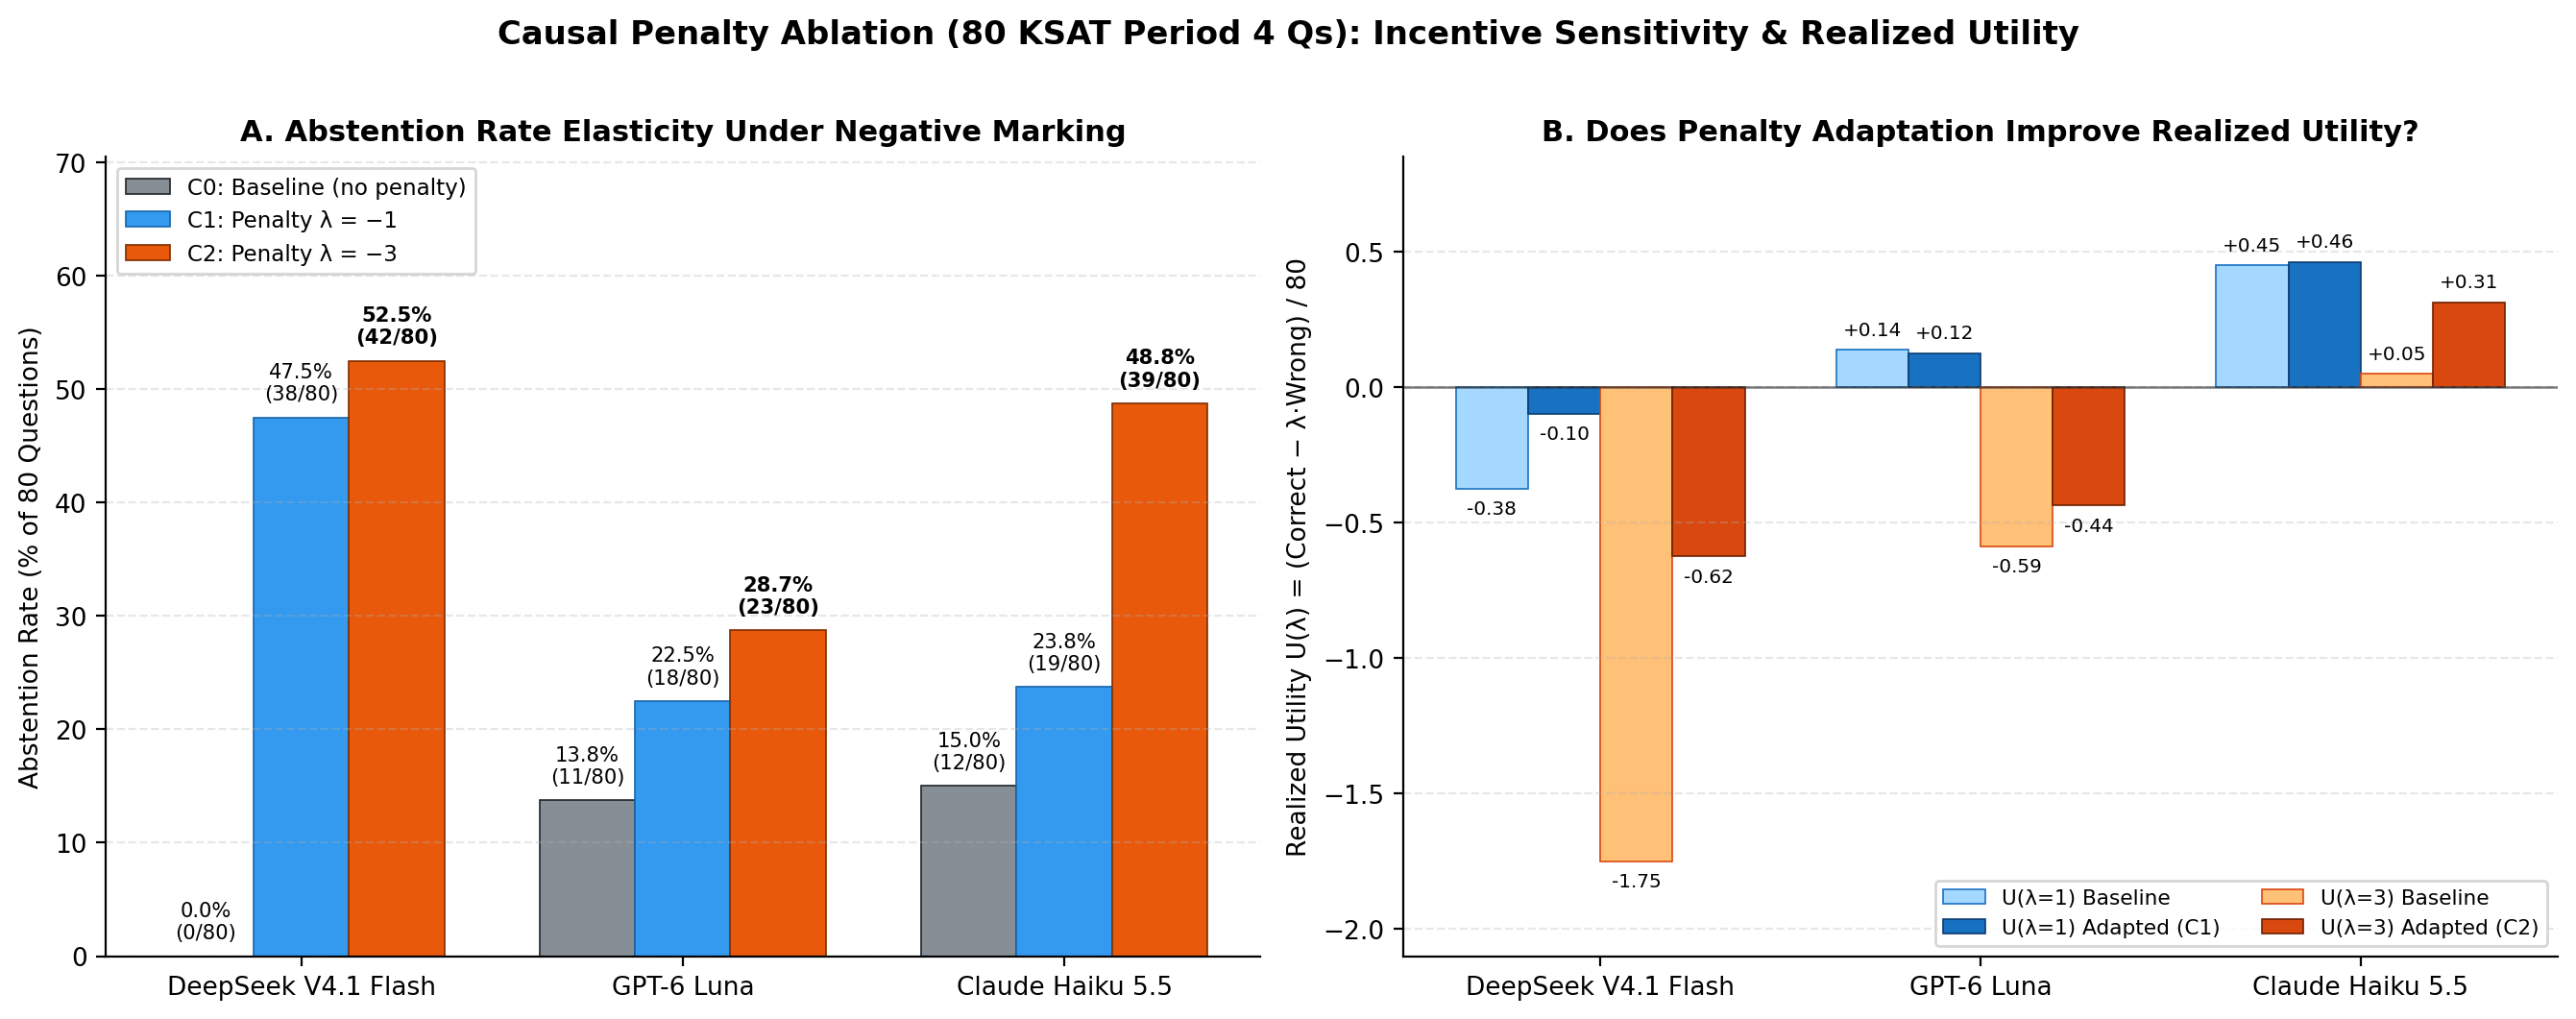 Causal Penalty Ablation (80 KSAT Period 4 Qs): Incentive Sensitivity & Realized Utility
A. Abstention Rate Elasticity Under Negative Marking
Abstention Rate (% of 80 Questions)
70
60
50
40
30
20
10
0
C0: Baseline (no penalty)
C1: Penalty λ = −1
C2: Penalty λ = −3
0.0%
(0/80)
47.5%
(38/80)
52.5%
(42/80)
13.8%
(11/80)
22.5%
(18/80)
28.7%
(23/80)
15.0%
(12/80)
23.8%
(19/80)
48.8%
(39/80)
DeepSeek V4.1 Flash
GPT-6 Luna
Claude Haiku 5.5
B. Does Penalty Adaptation Improve Realized Utility?
Realized Utility U(λ) = (Correct − λ·Wrong) / 80
0.5
0.0
−0.5
−1.0
−1.5
−2.0
-0.38
-0.10
-1.75
-0.62
+0.14
+0.12
-0.59
-0.44
+0.45
+0.46
+0.05
+0.31
U(λ=1) Baseline
U(λ=1) Adapted (C1)
U(λ=3) Baseline
U(λ=3) Adapted (C2)
DeepSeek V4.1 Flash
GPT-6 Luna
Claude Haiku 5.5